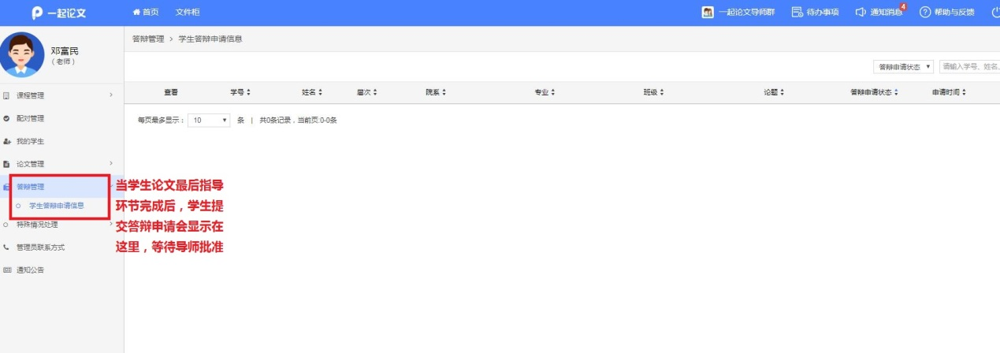 一起论文
首页
文件柜
一起论文导师群
待办事项
通知消息
4
帮助与反馈
邓富民
（老师）
答辩管理 > 学生答辩申请信息
答辩申请状态
请输入学号、姓名、
查看
学号
姓名
届次
院系
专业
班级
论题
答辩申请状态
申请时间
每页最多显示：
10
条 | 共0条记录，当前页:0-0条
课程管理
配对管理
我的学生
论文管理
答辩管理
学生答辩申请信息
特殊情况处理
管理员联系方式
通知公告
当学生论文最后指导
环节完成后，学生提
交答辩申请会显示在
这里，等待导师批准